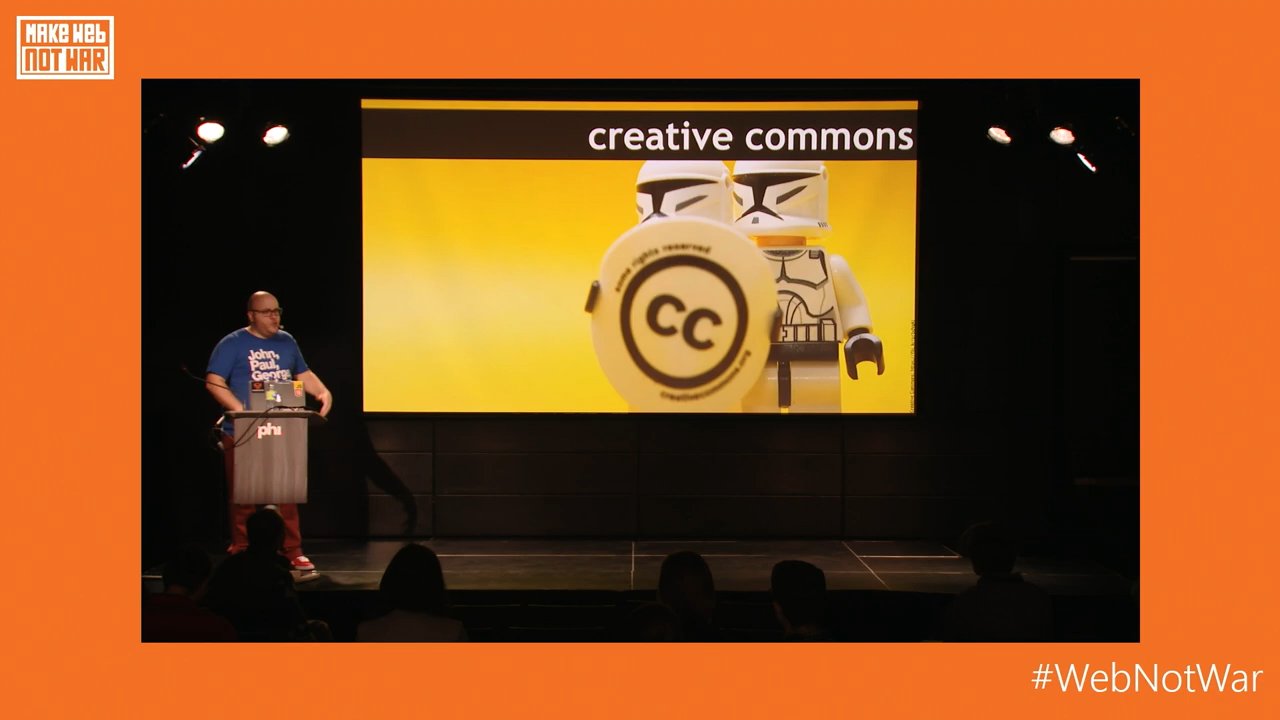 MAKE WEB
NOT WAR
creative commons
some rights reserved
CC
creativecommons.org
John,
Paul,
George
phi
#WebNotWar